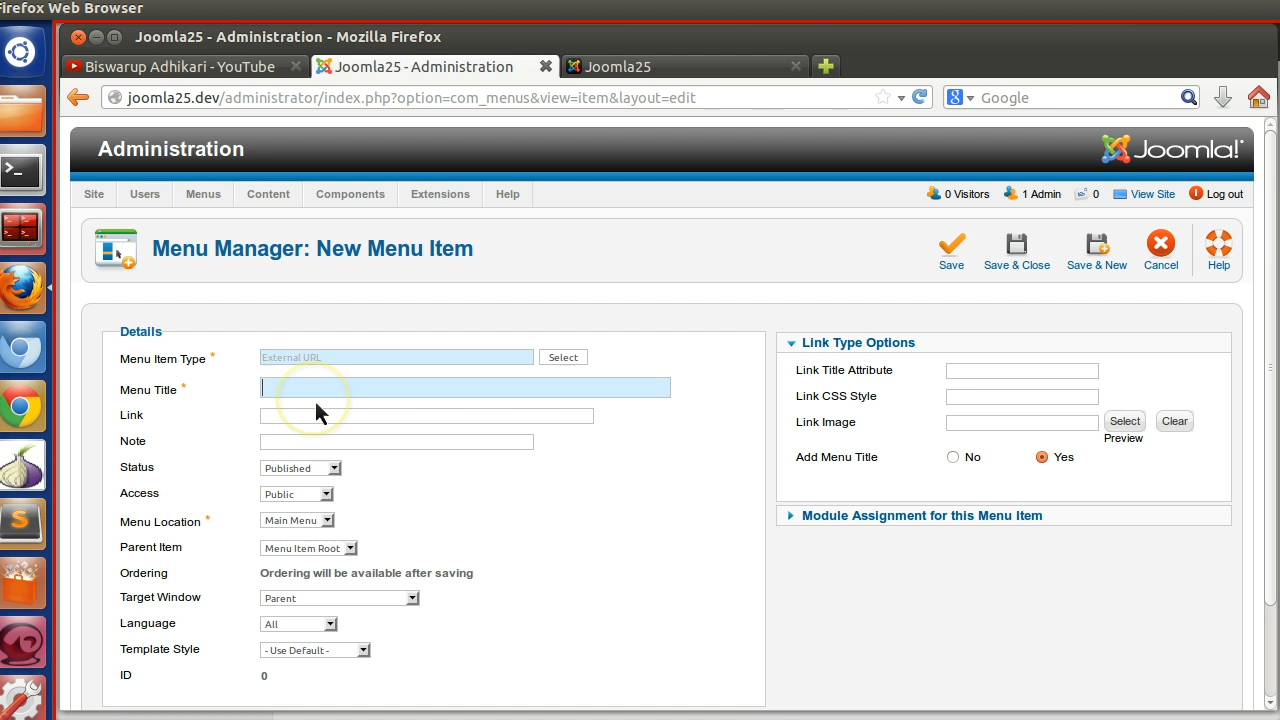 Firefox Web Browser
Joomla25 - Administration - Mozilla Firefox
Biswarup Adhikari - YouTube
Joomla25 - Administration
Joomla25
joomla25.dev/administrator/index.php?option=com_menus&view=item&layout=edit
Google
Administration
Joomla!
Site Users Menus Content Components Extensions Help
0 Visitors 1 Admin 0 View Site Log out
Menu Manager: New Menu Item
Save Save & Close Save & New Cancel Help
Details
Menu Item Type * External URL Select
Menu Title *
Link
Note
Status Published
Access Public
Menu Location * Main Menu
Parent Item Menu Item Root
Ordering Ordering will be available after saving
Target Window Parent
Language All
Template Style - Use Default -
ID 0
Link Type Options
Link Title Attribute
Link CSS Style
Link Image Select Clear
Preview
Add Menu Title No Yes
Module Assignment for this Menu Item